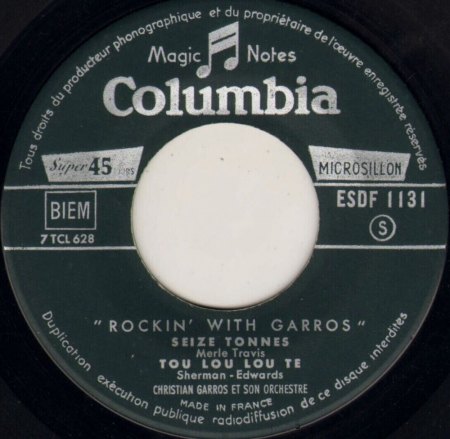 Tous droits du producteur phonographique et du propriétaire de l'œuvre enregistrée réservés
Magic Notes
Columbia
Super 45 Tours
MICROSILLON
BIEM
ESDF 1131
7 TCL 628
S
"ROCKIN' WITH GARROS"
SEIZE TONNES
Merle Travis
TOU LOU LOU TE
Sherman - Edwards
CHRISTIAN GARROS ET SON ORCHESTRE
MADE IN FRANCE
Duplication exécution publique radiodiffusion de ce disque interdites